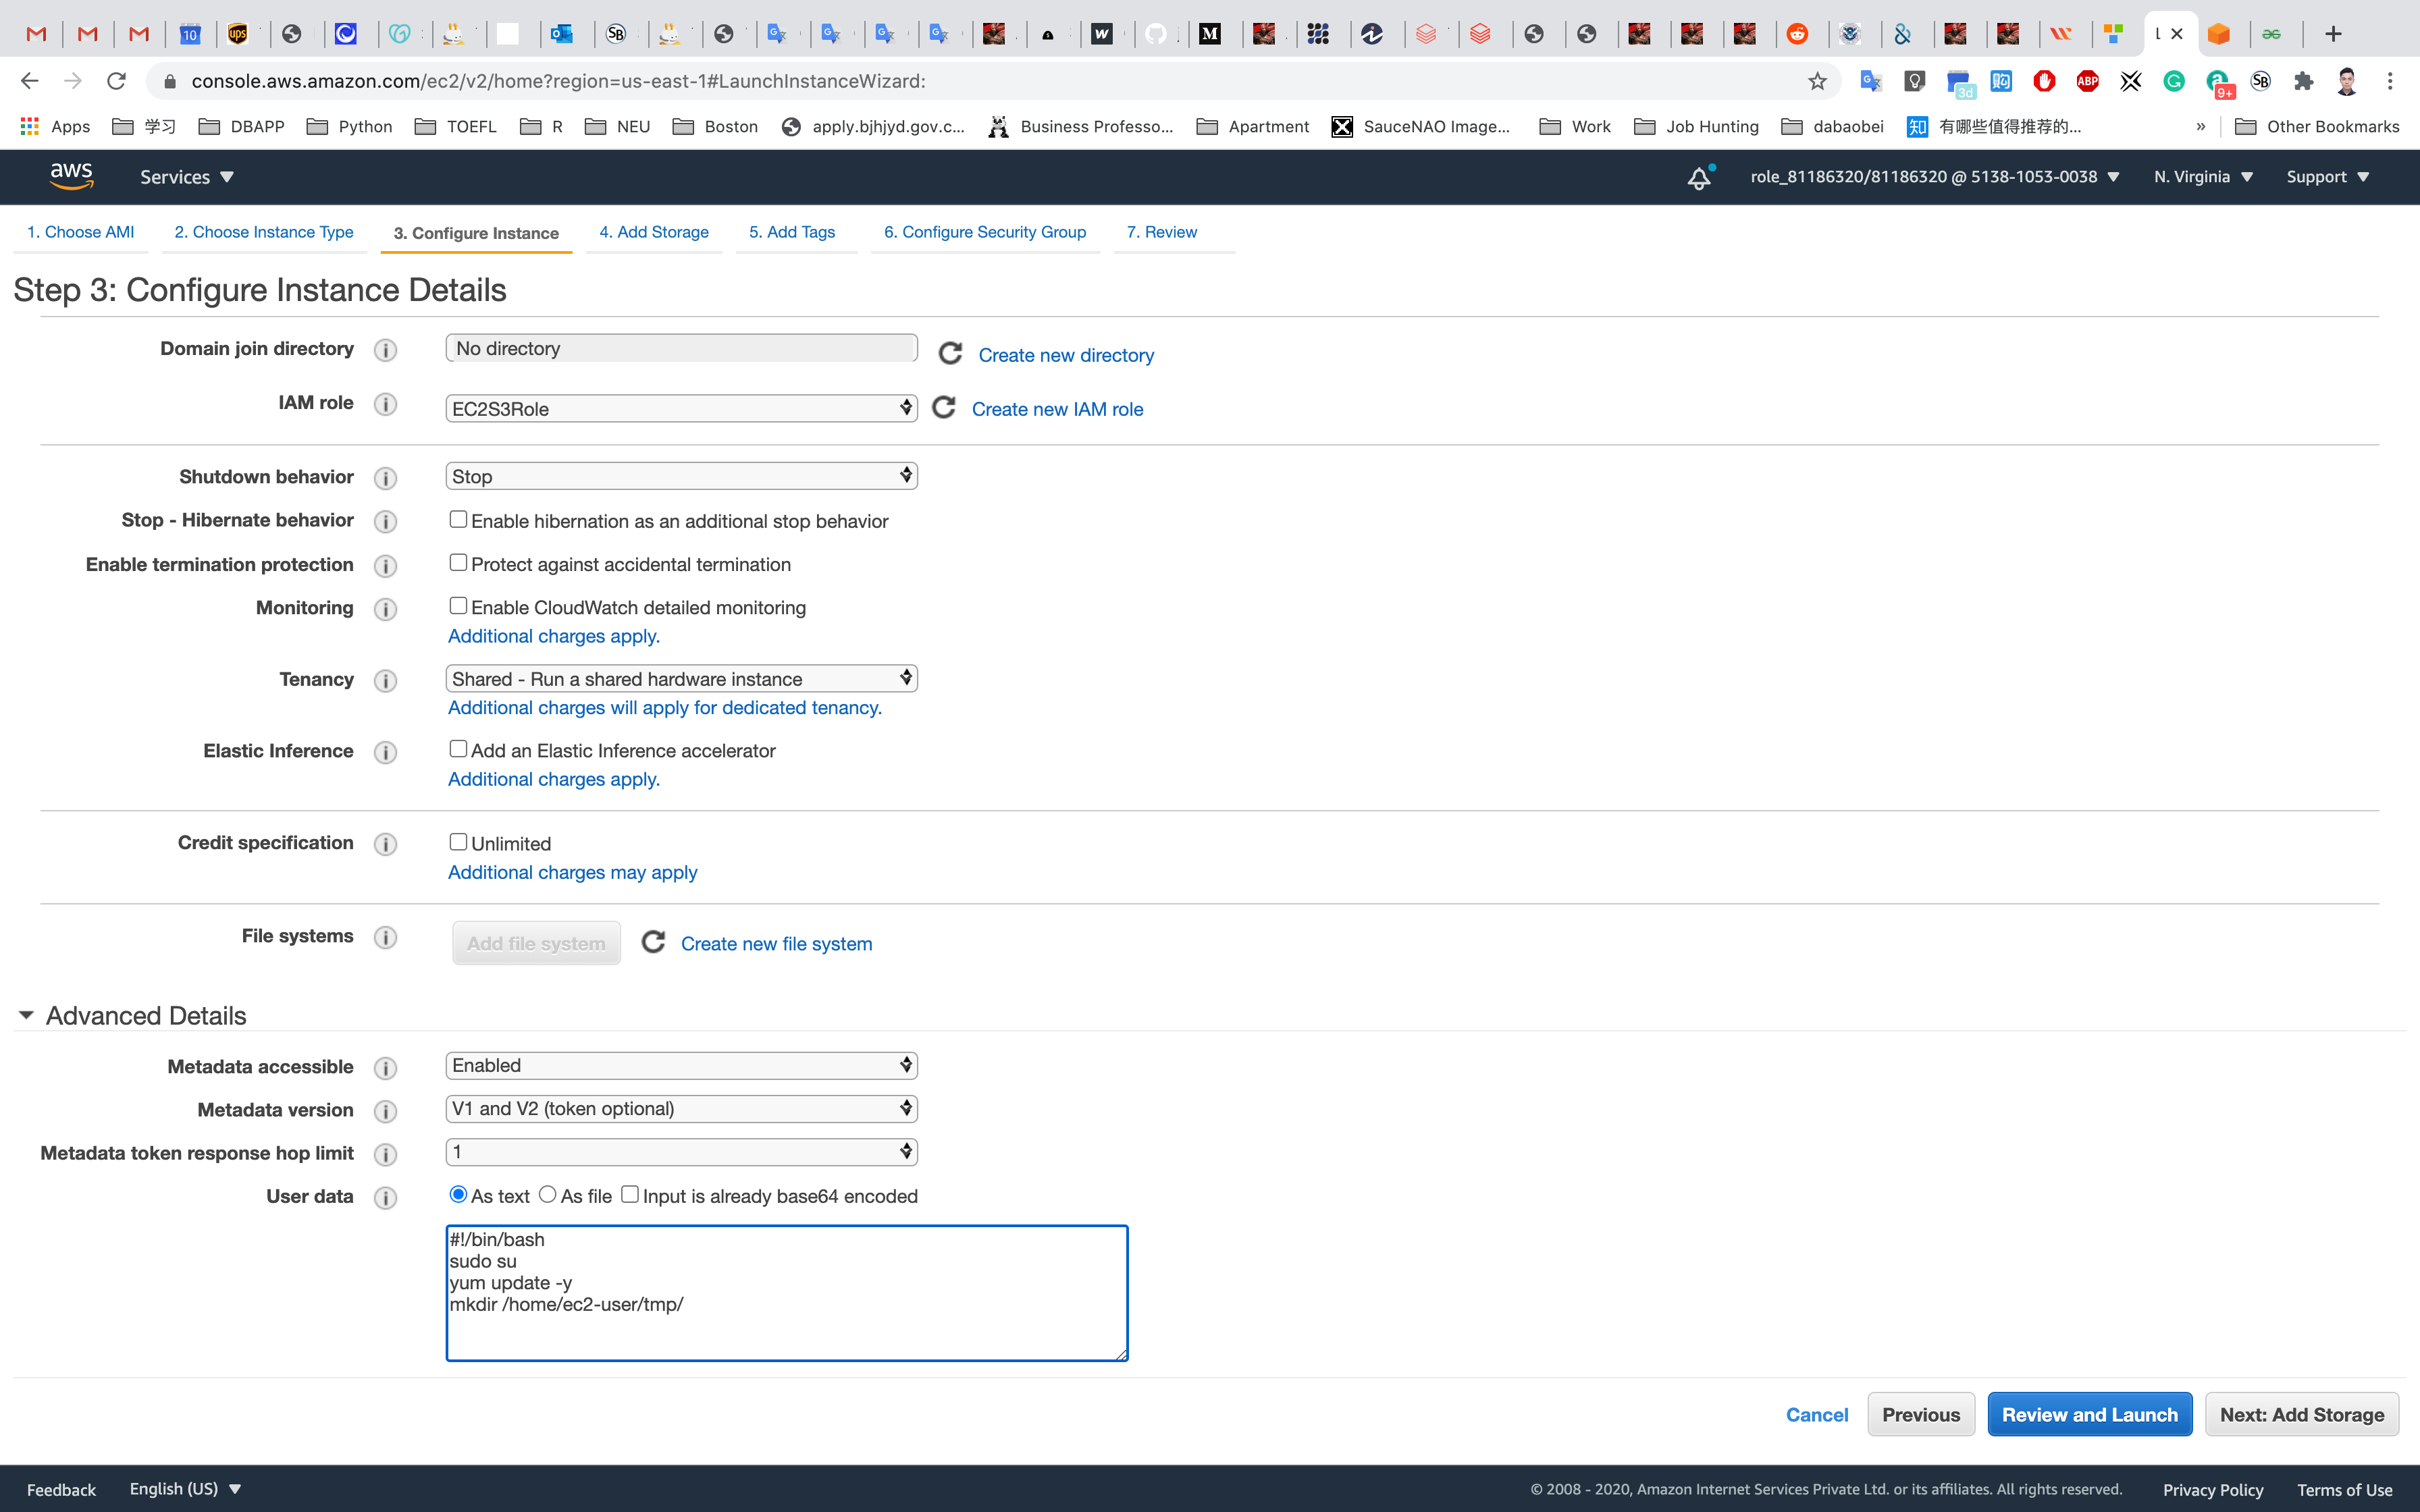 console.aws.amazon.com/ec2/v2/home?region=us-east-1#LaunchInstanceWizard:
Apps 学习 DBAPP Python TOEFL R NEU Boston apply.bjhjyd.gov.c... Business Professo... Apartment SauceNAO Image... Work Job Hunting dabaobei 有哪些值得推荐的... » Other Bookmarks
aws Services role_81186320/81186320 @ 5138-1053-0038 N. Virginia Support
1. Choose AMI 2. Choose Instance Type 3. Configure Instance 4. Add Storage 5. Add Tags 6. Configure Security Group 7. Review
Step 3: Configure Instance Details
Domain join directory No directory Create new directory
IAM role EC2S3Role Create new IAM role
Shutdown behavior Stop
Stop - Hibernate behavior Enable hibernation as an additional stop behavior
Enable termination protection Protect against accidental termination
Monitoring Enable CloudWatch detailed monitoring
Additional charges apply.
Tenancy Shared - Run a shared hardware instance
Additional charges will apply for dedicated tenancy.
Elastic Inference Add an Elastic Inference accelerator
Additional charges apply.
Credit specification Unlimited
Additional charges may apply
File systems Add file system Create new file system
Advanced Details
Metadata accessible Enabled
Metadata version V1 and V2 (token optional)
Metadata token response hop limit 1
User data As text As file Input is already base64 encoded
#!/bin/bash
sudo su
yum update -y
mkdir /home/ec2-user/tmp/
Cancel Previous Review and Launch Next: Add Storage
Feedback English (US) © 2008 - 2020, Amazon Internet Services Private Ltd. or its affiliates. All rights reserved. Privacy Policy Terms of Use